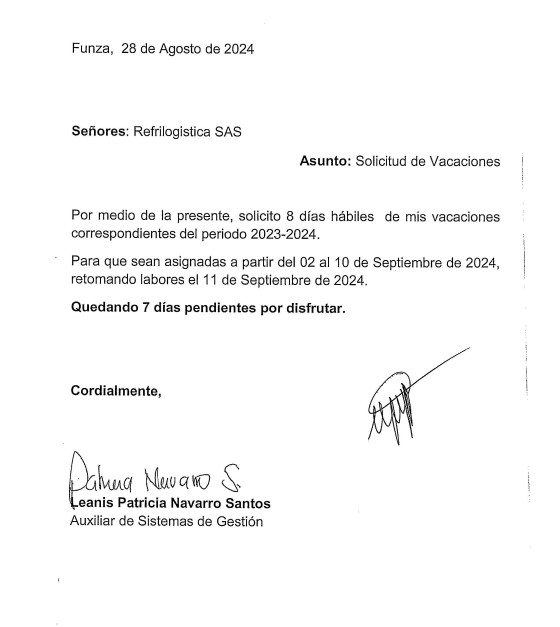 Funza, 28 de Agosto de 2024
Señores: Refrilogistica SAS
Asunto: Solicitud de Vacaciones
Por medio de la presente, solicito 8 días hábiles de mis vacaciones
correspondientes del periodo 2023-2024.
Para que sean asignadas a partir del 02 al 10 de Septiembre de 2024,
retomando labores el 11 de Septiembre de 2024.
Quedando 7 días pendientes por disfrutar.
Cordialmente,
Navarro S.
Leanis Patricia Navarro Santos
Auxiliar de Sistemas de Gestión